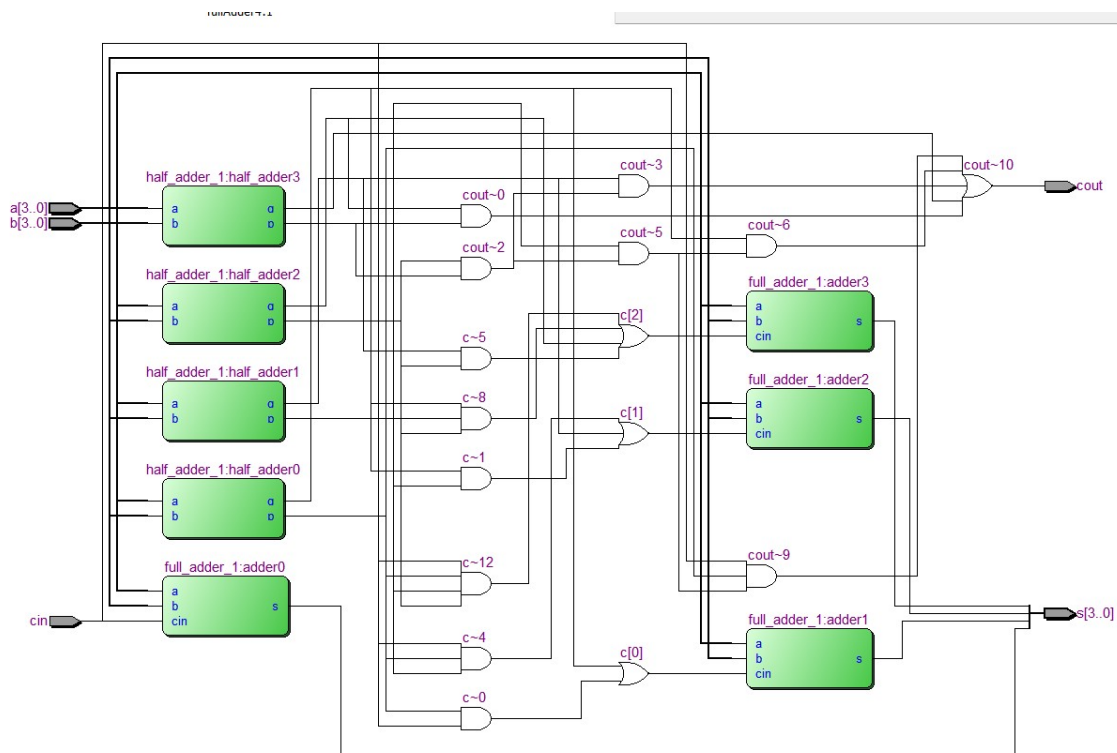 half_adder_1:half_adder3
a[3..0]
b[3..0]
a
b
g
p
half_adder_1:half_adder2
a
b
g
p
half_adder_1:half_adder1
a
b
g
p
half_adder_1:half_adder0
a
b
g
p
full_adder_1:adder0
a
b
cin
s
cin
cout~0
cout~2
c~5
c~8
c~1
c~12
c~4
c~0
cout~3
cout~5
c[2]
c[1]
c[0]
cout~6
full_adder_1:adder3
a
b
cin
s
full_adder_1:adder2
a
b
cin
s
cout~9
full_adder_1:adder1
a
b
cin
s
cout~10
cout
s[3..0]